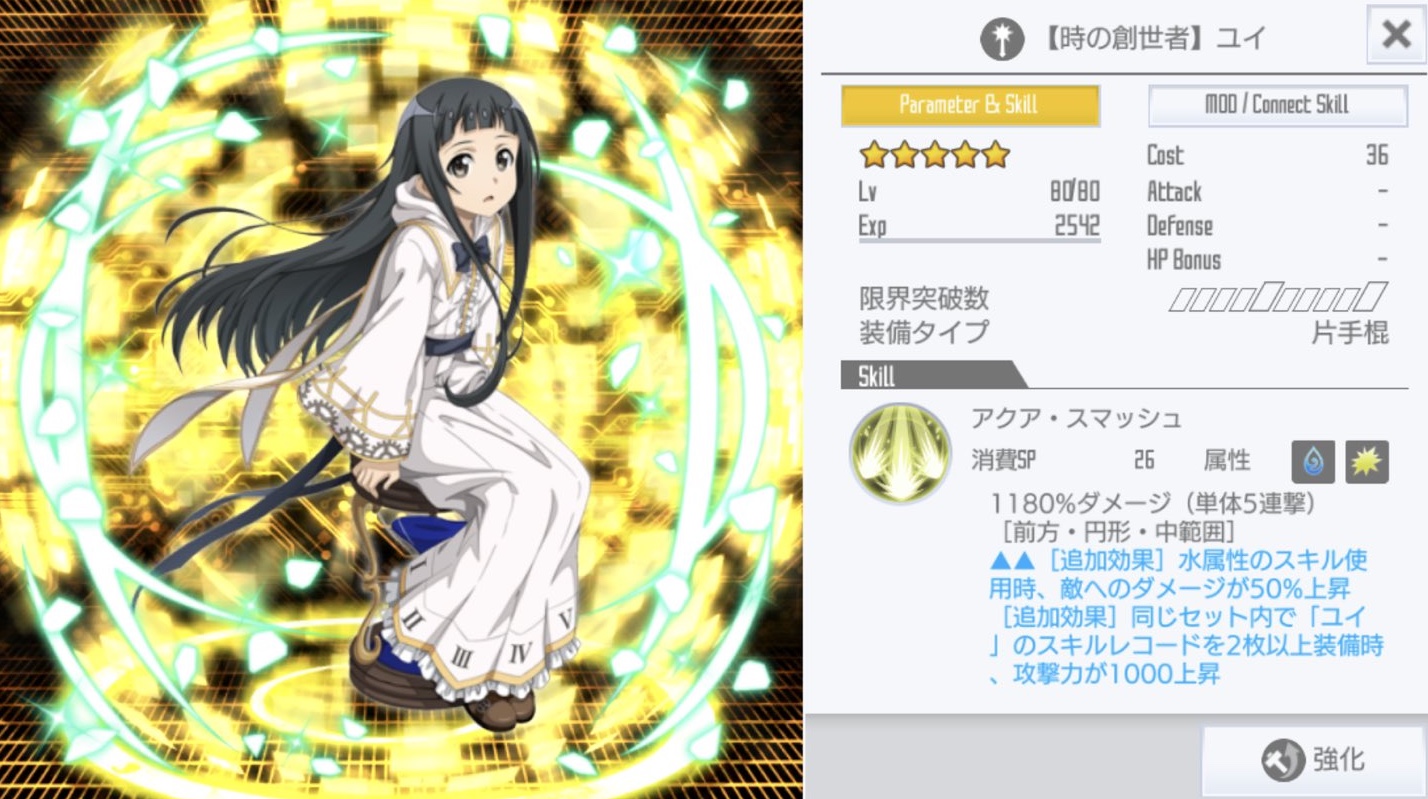 【時の創世者】ユイ
Parameter & Skill
MOD / Connect Skill
Cost 36
Lv 80/80
Attack -
Exp 2542
Defense -
HP Bonus -
限界突破数
装備タイプ 片手棍
Skill
アクア・スマッシュ
消費SP 26 属性
1180%ダメージ（単体5連撃）
［前方・円形・中範囲］
▲▲［追加効果］水属性のスキル使
用時、敵へのダメージが50%上昇
［追加効果］同じセット内で「ユイ
」のスキルレコードを2枚以上装備時
、攻撃力が1000上昇
強化
I
II
III
IV
V